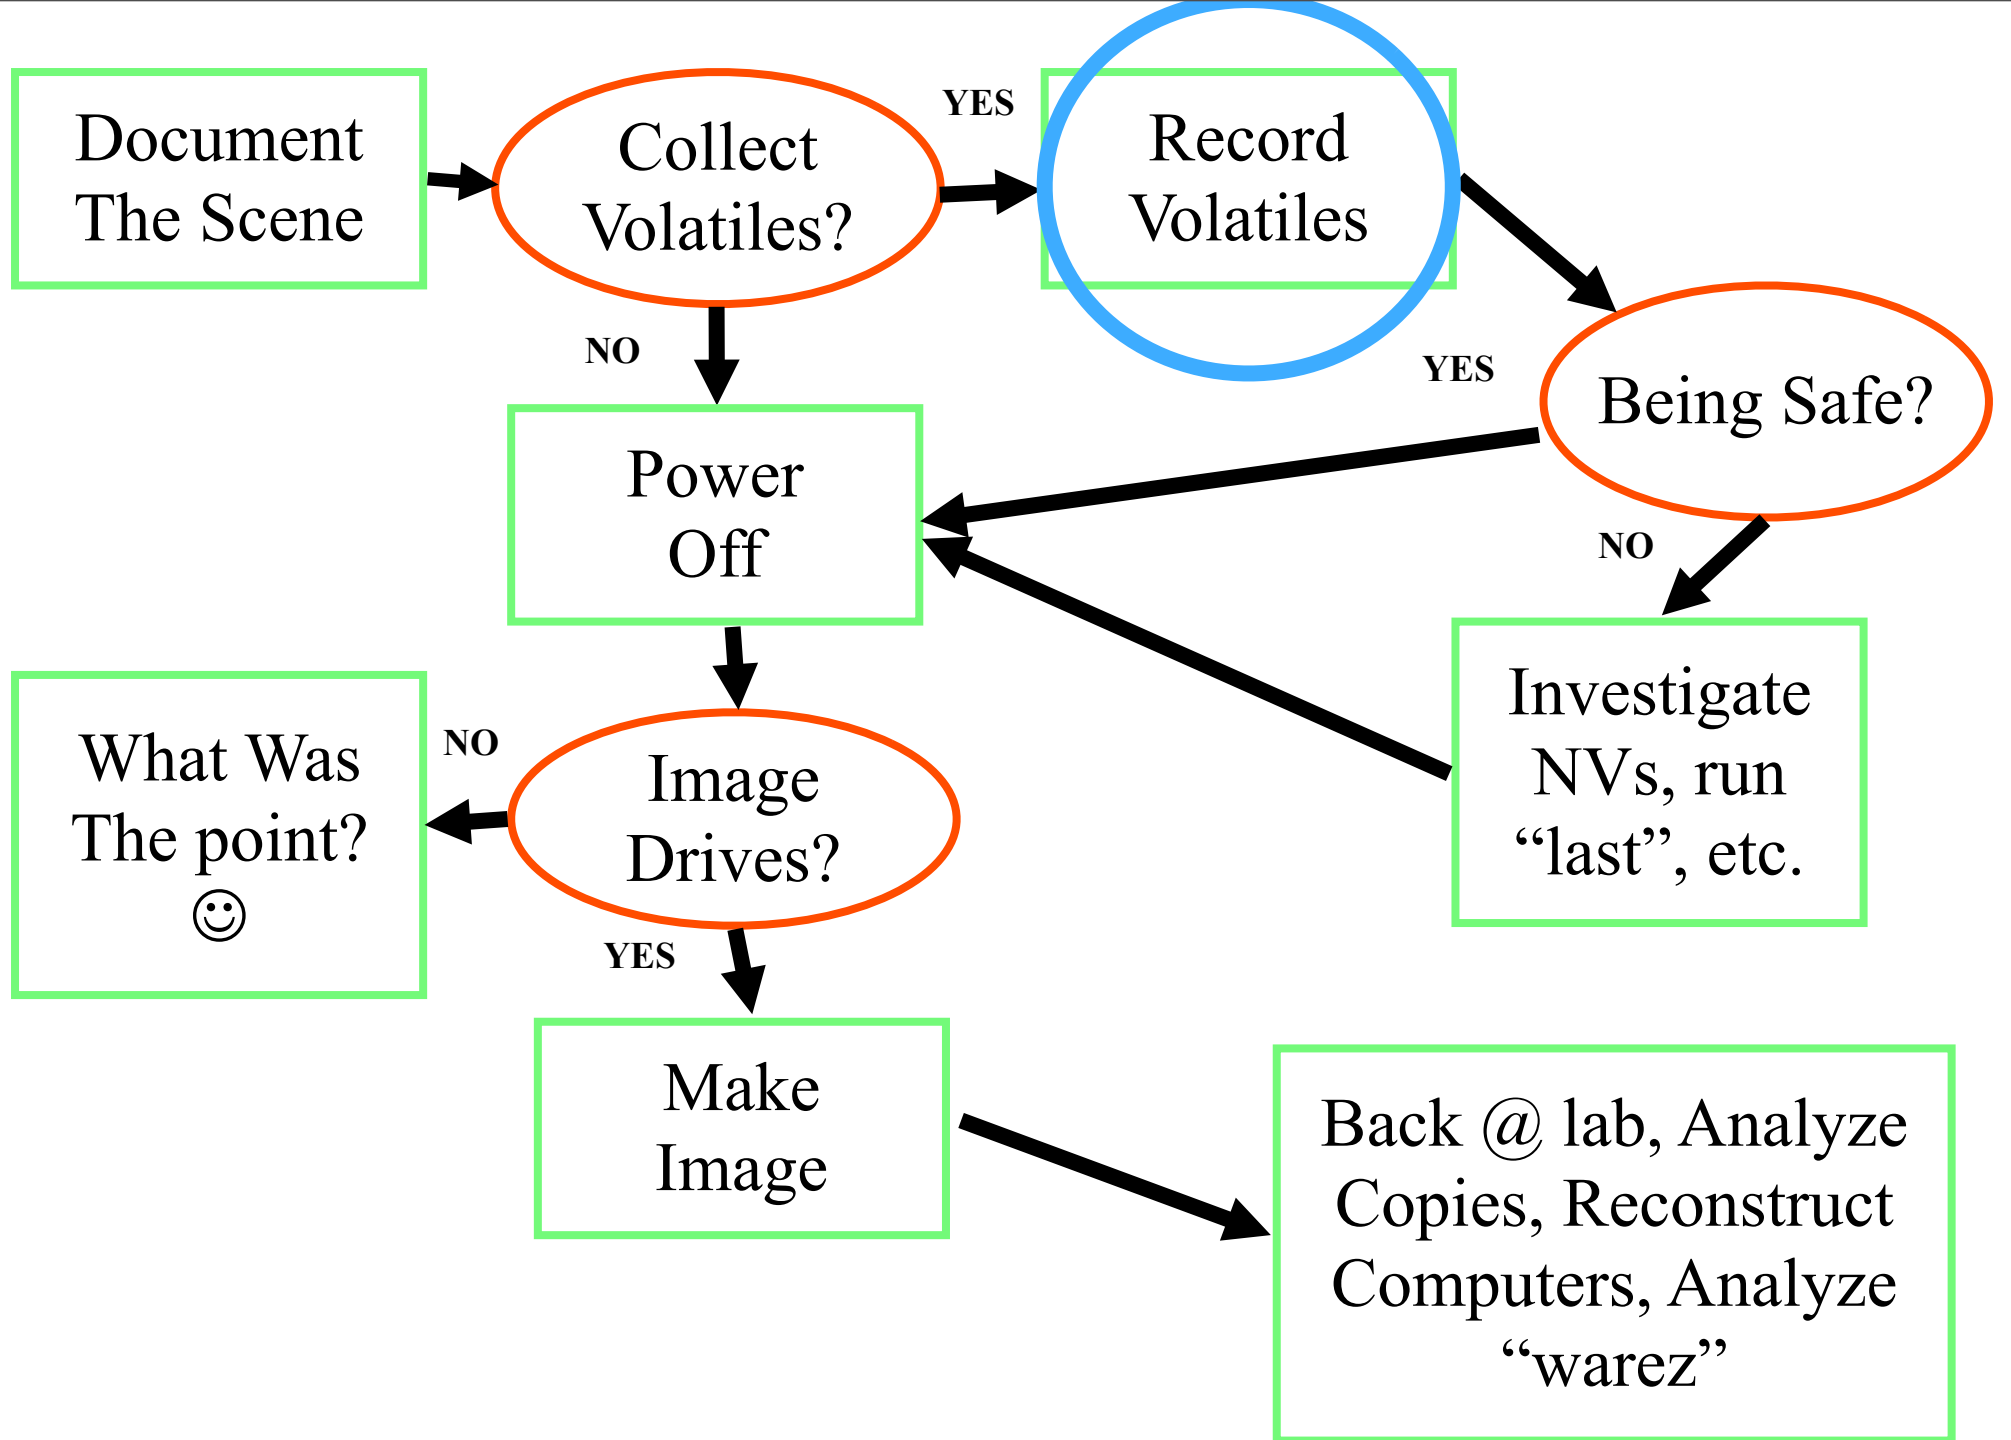 Document
The Scene
Collect
Volatiles?
YES
Record
Volatiles
NO
YES
Being Safe?
Power
Off
NO
Investigate
NVs, run
“last”, etc.
What Was
The point?
☺
NO
Image
Drives?
YES
Make
Image
Back @ lab, Analyze
Copies, Reconstruct
Computers, Analyze
“warez”